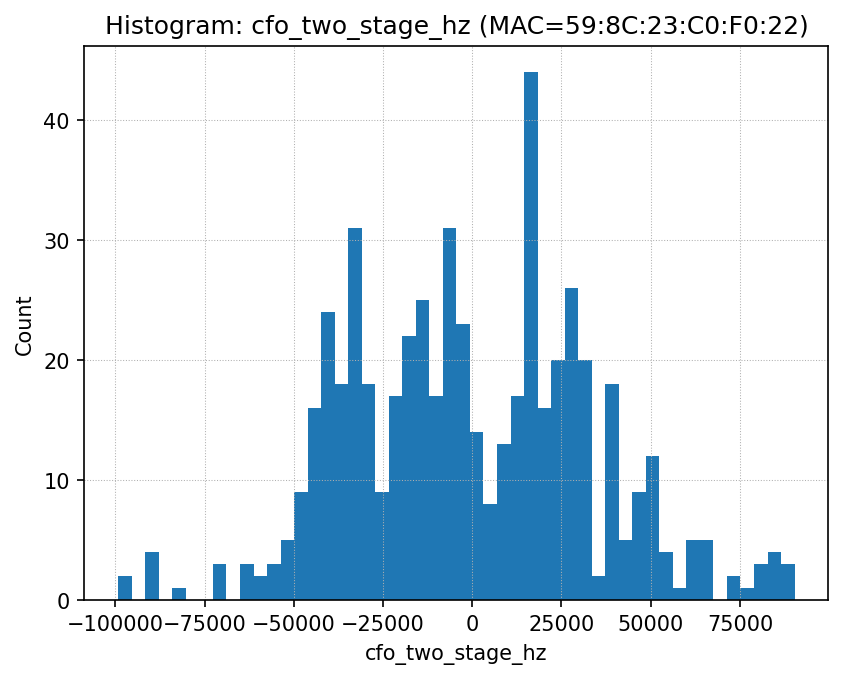 Histogram: cfo_two_stage_hz (MAC=59:8C:23:C0:F0:22)
Count
40
30
20
10
0
−100000 −75000 −50000 −25000 0 25000 50000 75000
cfo_two_stage_hz